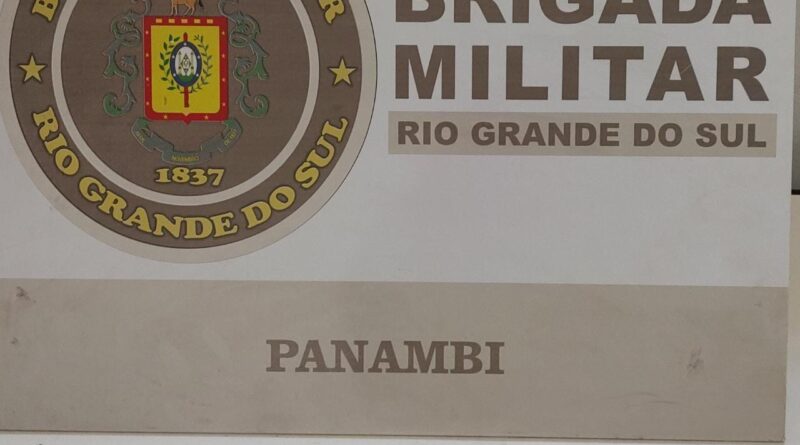 BRIGADA
MILITAR
RIO GRANDE DO SUL
1837
RIO GRANDE DO SUL
PANAMBI